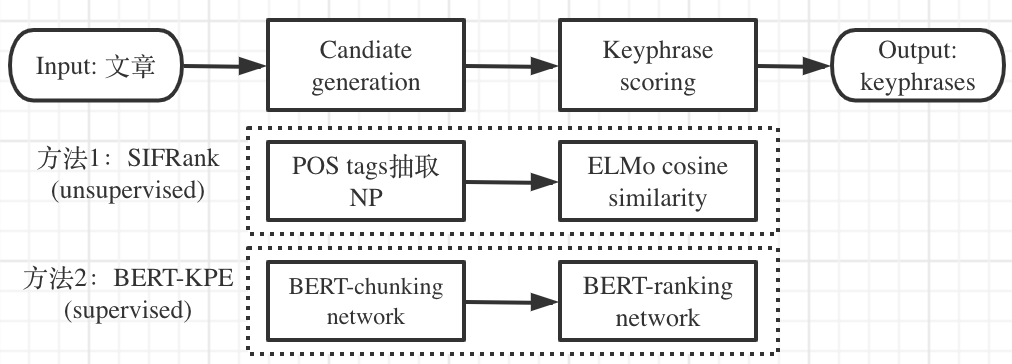 Input: 文章
Candiate
generation
Keyphrase
scoring
Output:
keyphrases
方法1：SIFRank
(unsupervised)
POS tags抽取
NP
ELMo cosine
similarity
方法2：BERT-KPE
(supervised)
BERT-chunking
network
BERT-ranking
network